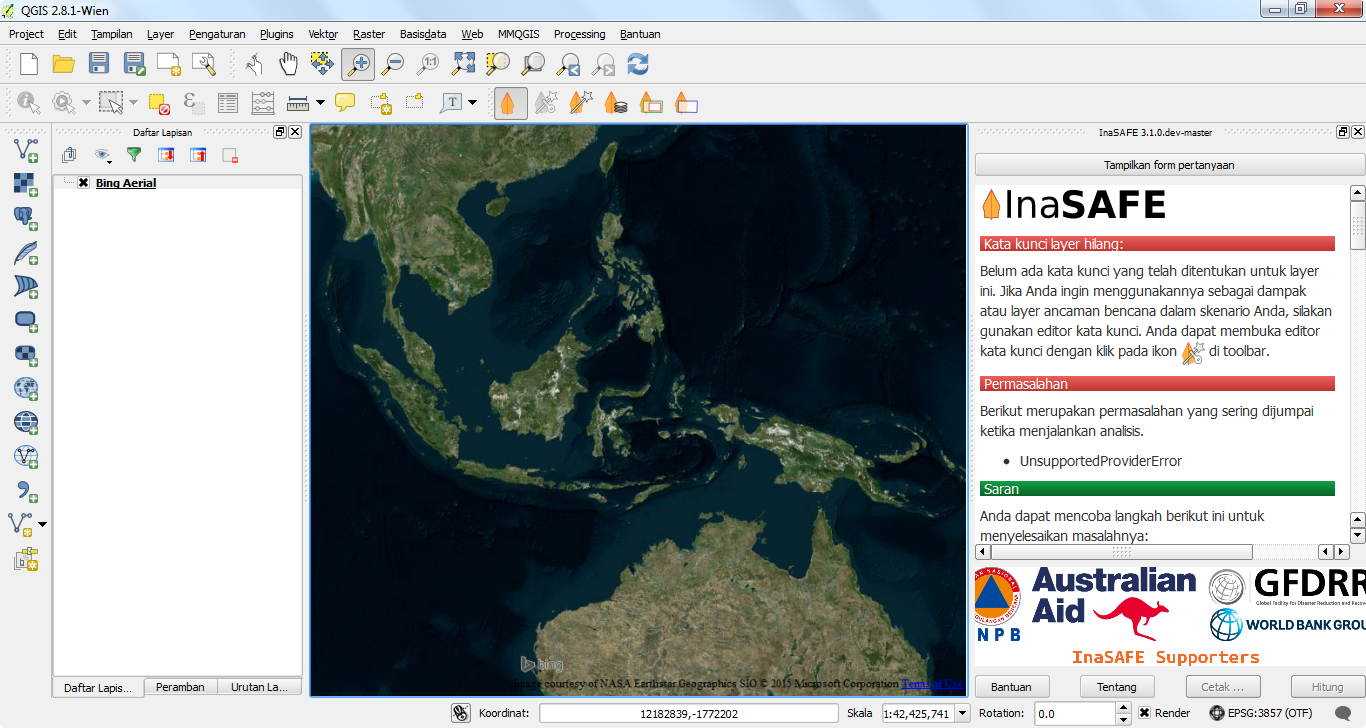 QGIS 2.8.1-Wien
Project Edit Tampilan Layer Pengaturan Plugins Vektor Raster Basisdata Web MMQGIS Processing Bantuan
1:1
T
Daftar Lapisan
Bing Aerial
Daftar Lapis... Peramban Urutan La...
bing
Image courtesy of NASA Earthstar Geographics SIO © 2015 Microsoft Corporation Terms of Use
InaSAFE 3.1.0.dev-master
Tampilkan form pertanyaan
InaSAFE
Kata kunci layer hilang:
Belum ada kata kunci yang telah ditentukan untuk layer
ini. Jika Anda ingin menggunakannya sebagai dampak
atau layer ancaman bencana dalam skenario Anda, silakan
gunakan editor kata kunci. Anda dapat membuka editor
kata kunci dengan klik pada ikon di toolbar.
Permasalahan
Berikut merupakan permasalahan yang sering dijumpai
ketika menjalankan analisis.
• UnsupportedProviderError
Saran
Anda dapat mencoba langkah berikut ini untuk
menyelesaikan masalahnya:
NPB
Australian
Aid
GFDRR
Global Facility for Disaster Reduction and Recov
WORLD BANK GROU
InaSAFE Supporters
Bantuan Tentang Cetak ... Hitung
Koordinat: 12182839,-1772202 Skala 1:42,425,741 Rotation: 0.0 Render EPSG:3857 (OTF)